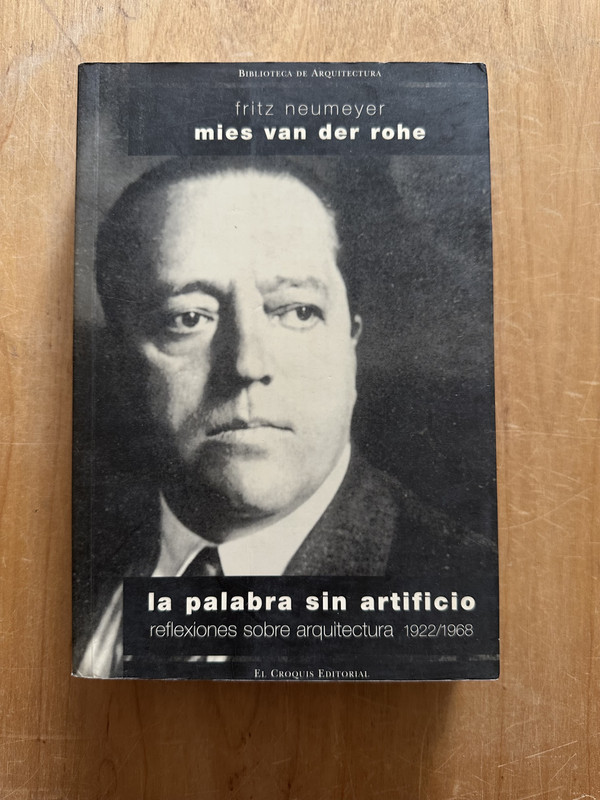 BIBLIOTECA DE ARQUITECTURA
fritz neumeyer
mies van der rohe
la palabra sin artificio
reflexiones sobre arquitectura 1922/1968
EL CROQUIS EDITORIAL